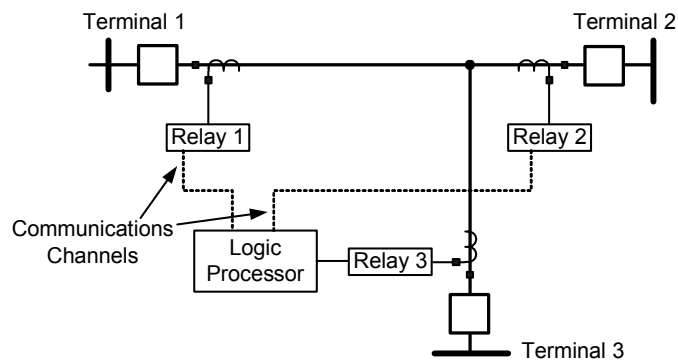 Terminal 1
Terminal 2
Relay 1
Relay 2
Communications
Channels
Logic
Processor
Relay 3
Terminal 3